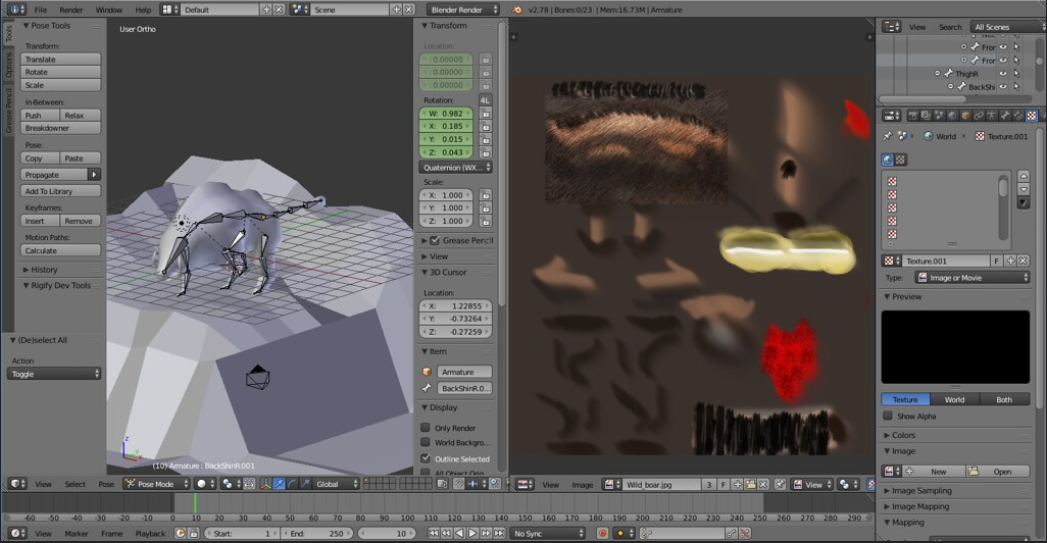 File Render Window Help Default Scene Blender Render v2.78 | Bones:0/23 | Mem:16.73M | Armature
Tools
Options
Grease Pencil
Pose Tools
Transform:
Translate
Rotate
Scale
In-Between:
Push Relax
Breakdowner
Pose:
Copy Paste
Propagate
Add To Library
Keyframes:
Insert Remove
Motion Paths:
Calculate
History
Rigify Dev Tools
(De)select All
Action
Toggle
User Ortho
(10) Armature : BackShinR.001
Transform
Location:
0.00000
0.00000
0.00000
Rotation: 4L
W: 0.982
X: 0.185
Y: 0.015
Z: 0.043
Quaternion (WX...
Scale:
X: 1.000
Y: 1.000
Z: 1.000
Grease Pencil
View
3D Cursor
Location:
X: 1.22855
Y: -0.73264
Z: -0.27259
Item
Armature
BackShinR.0...
Display
Only Render
World Backgro...
Outline Selected
All Object Orig...
View Search All Scenes
Fror
Fror
ThighR
BackShi
World Texture.001
Texture.001 F
Type: Image or Movie
Preview
Texture World Both
Show Alpha
Colors
Image
New Open
Image Sampling
Image Mapping
Mapping
View Select Pose Pose Mode Global
View Image Wild_boar.jpg 3 F View
-60 -50 -40 -30 -20 -10 0 10 20 30 40 50 60 70 80 90 100 110 120 130 140 150 160 170 180 190 200 210 220 230 240 250 260 270 280 290
View Marker Frame Playback Start: 1 End: 250 10 No Sync